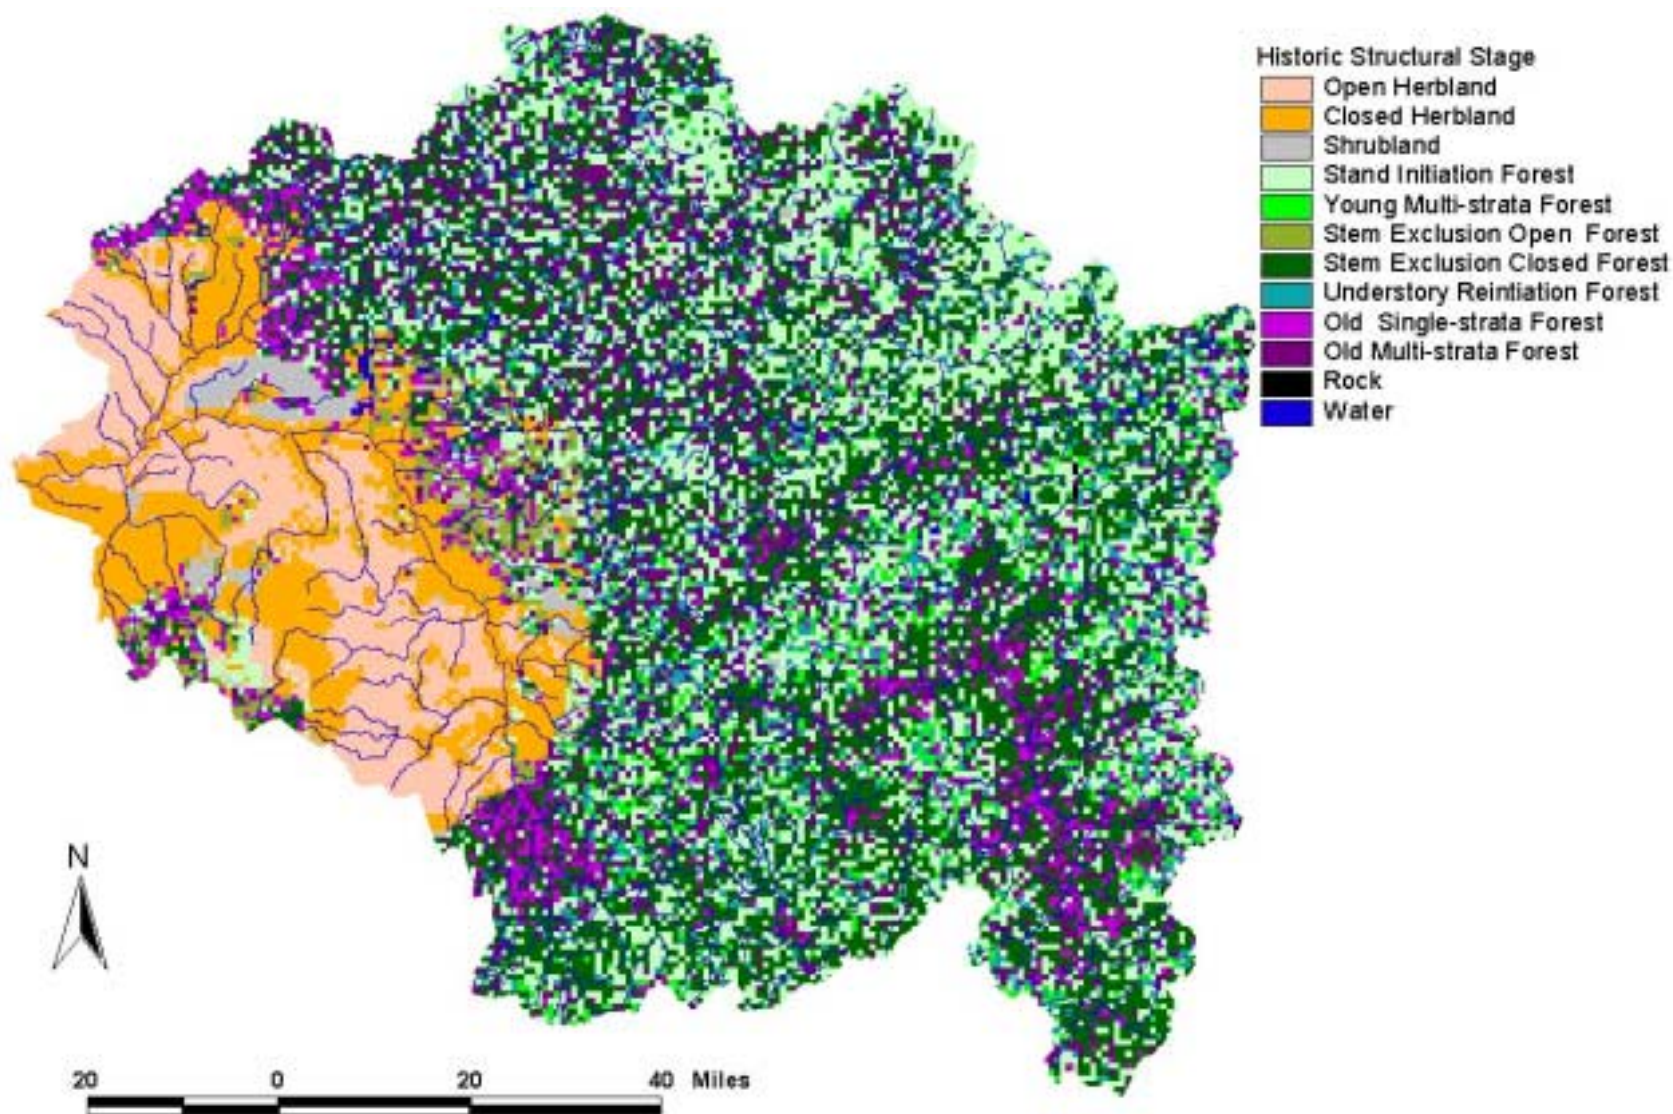 Historic Structural Stage
Open Herbland
Closed Herbland
Shrubland
Stand Initiation Forest
Young Multi-strata Forest
Stem Exclusion Open Forest
Stem Exclusion Closed Forest
Understory Reintiation Forest
Old Single-strata Forest
Old Multi-strata Forest
Rock
Water
N
20 0 20 40 Miles